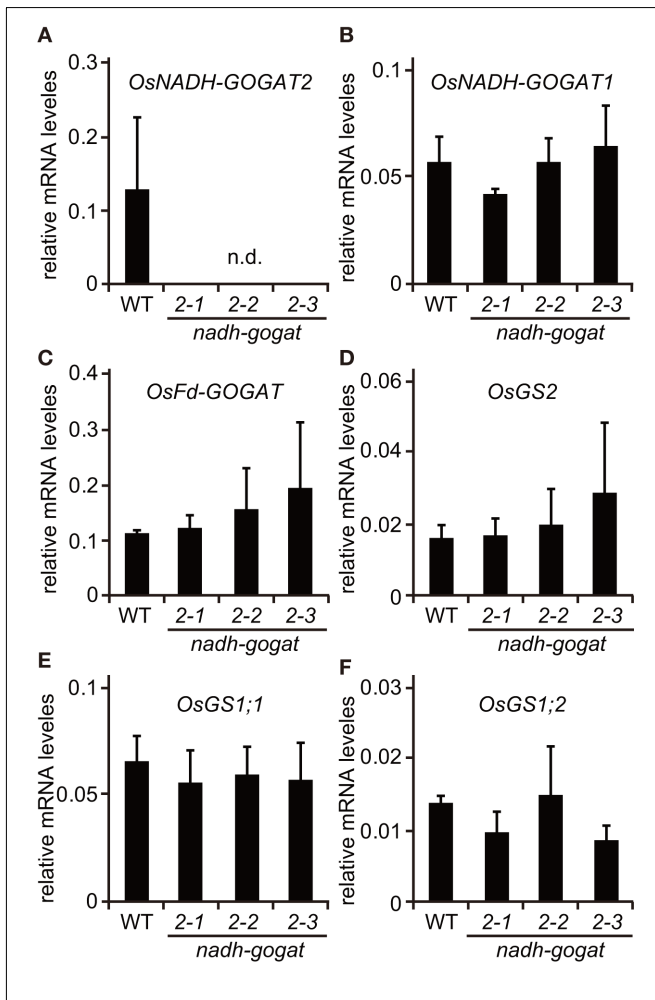 A
OsNADH-GOGAT2
relative mRNA leveles
0.3
0.2
0.1
0
n.d.
WT 2-1 2-2 2-3
nadh-gogat
B
OsNADH-GOGAT1
relative mRNA leveles
0.1
0.05
0
WT 2-1 2-2 2-3
nadh-gogat
C
OsFd-GOGAT
relative mRNA leveles
0.4
0.3
0.2
0.1
0
WT 2-1 2-2 2-3
nadh-gogat
D
OsGS2
relative mRNA leveles
0.06
0.04
0.02
0
WT 2-1 2-2 2-3
nadh-gogat
E
OsGS1;1
relative mRNA leveles
0.1
0.05
0
WT 2-1 2-2 2-3
nadh-gogat
F
OsGS1;2
relative mRNA leveles
0.03
0.02
0.01
0
WT 2-1 2-2 2-3
nadh-gogat